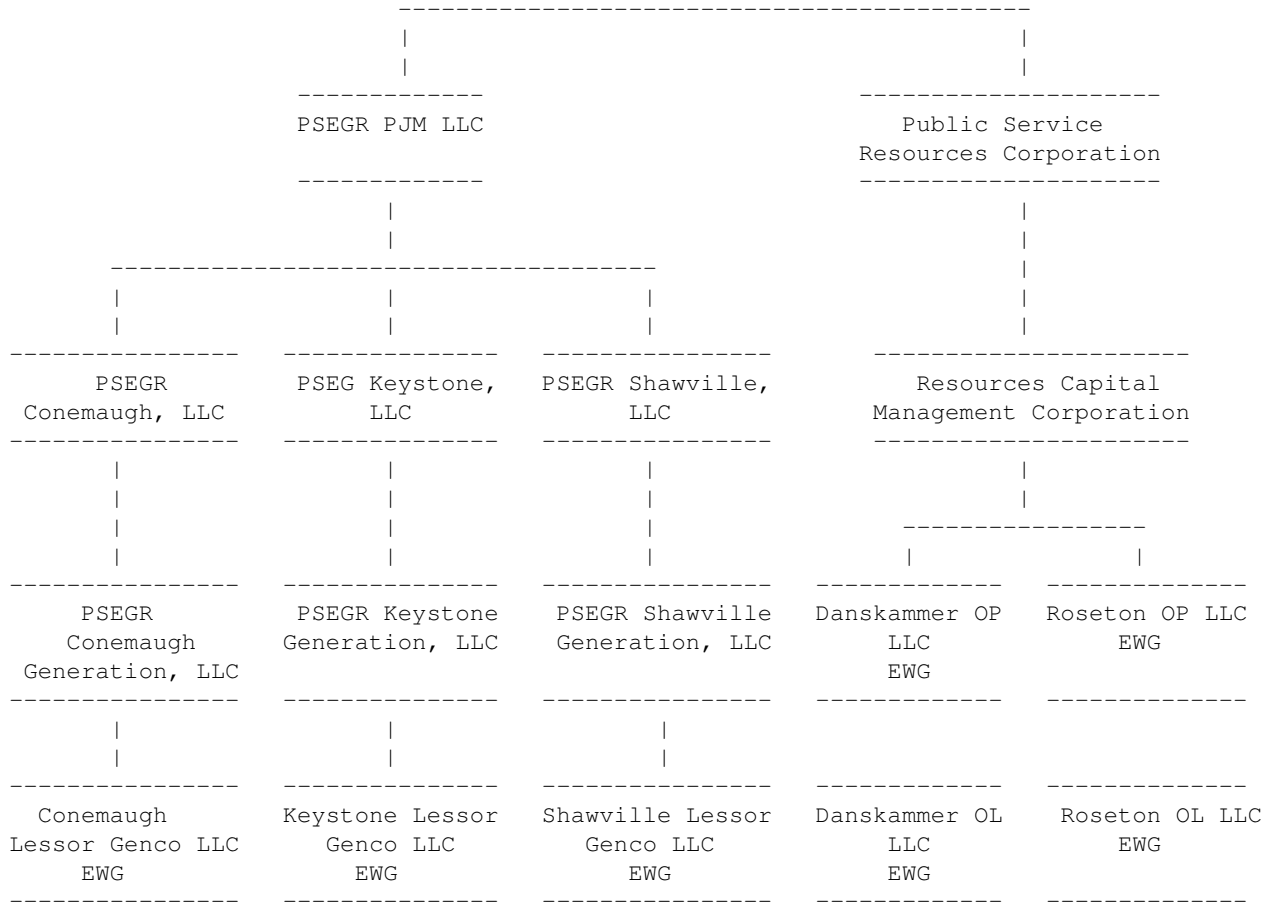 PSEGR PJM LLC
Public Service
Resources Corporation
PSEGR
Conemaugh, LLC
PSEG Keystone,
LLC
PSEGR Shawville,
LLC
Resources Capital
Management Corporation
PSEGR
Conemaugh
Generation, LLC
PSEGR Keystone
Generation, LLC
PSEGR Shawville
Generation, LLC
Danskammer OP
LLC
EWG
Roseton OP LLC
EWG
Conemaugh
Lessor Genco LLC
EWG
Keystone Lessor
Genco LLC
EWG
Shawville Lessor
Genco LLC
EWG
Danskammer OL
LLC
EWG
Roseton OL LLC
EWG